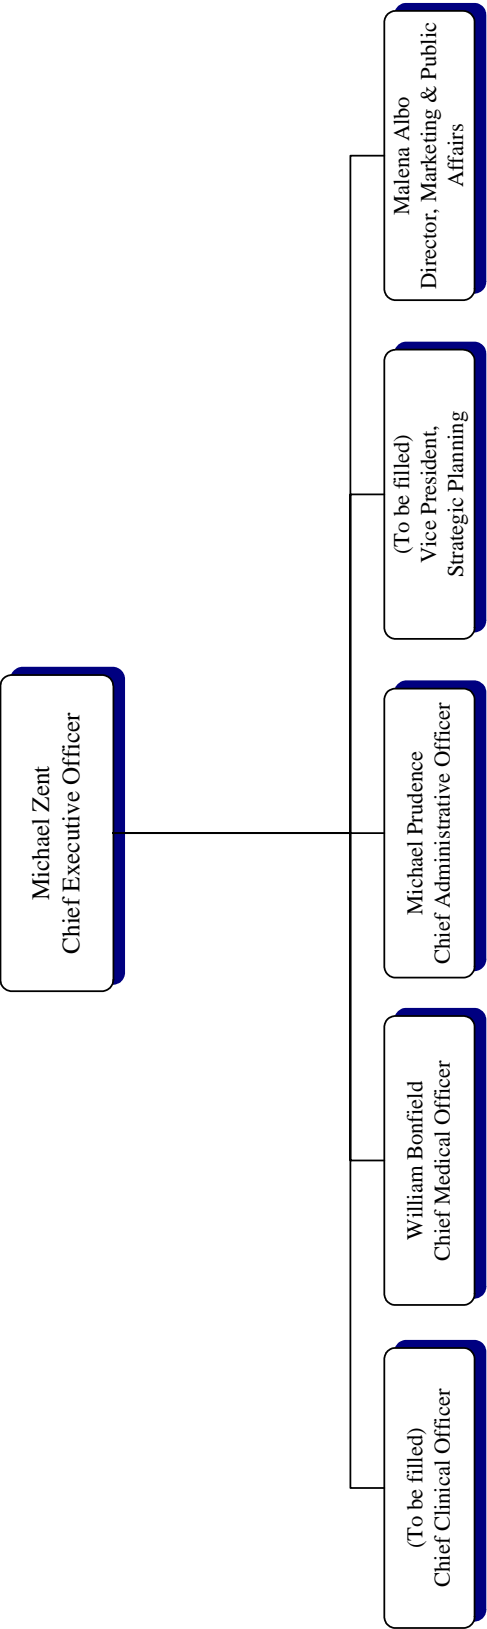 Michael Zent
Chief Executive Officer
(To be filled)
Chief Clinical Officer
William Bonfield
Chief Medical Officer
Michael Prudence
Chief Administrative Officer
(To be filled)
Vice President,
Strategic Planning
Malena Albo
Director, Marketing & Public
Affairs